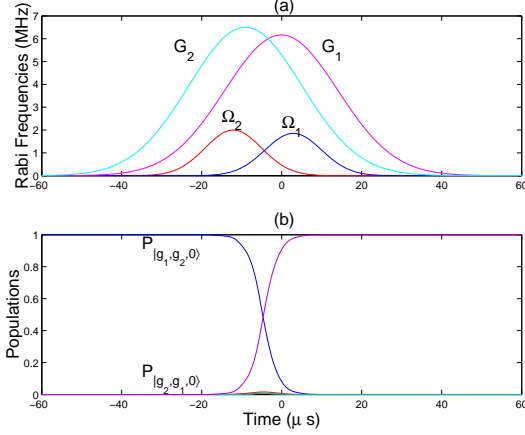 (a)
Rabi Frequencies (MHz)
7
6
5
4
3
2
1
0
G₂
G₁
Ω₂
Ω₁
−60 −40 −20 0 20 40 60
(b)
Populations
1
0.8
0.6
0.4
0.2
0
P|g₁,g₂,0⟩
P|g₂,g₁,0⟩
−60 −40 −20 0 20 40 60
Time (μ s)